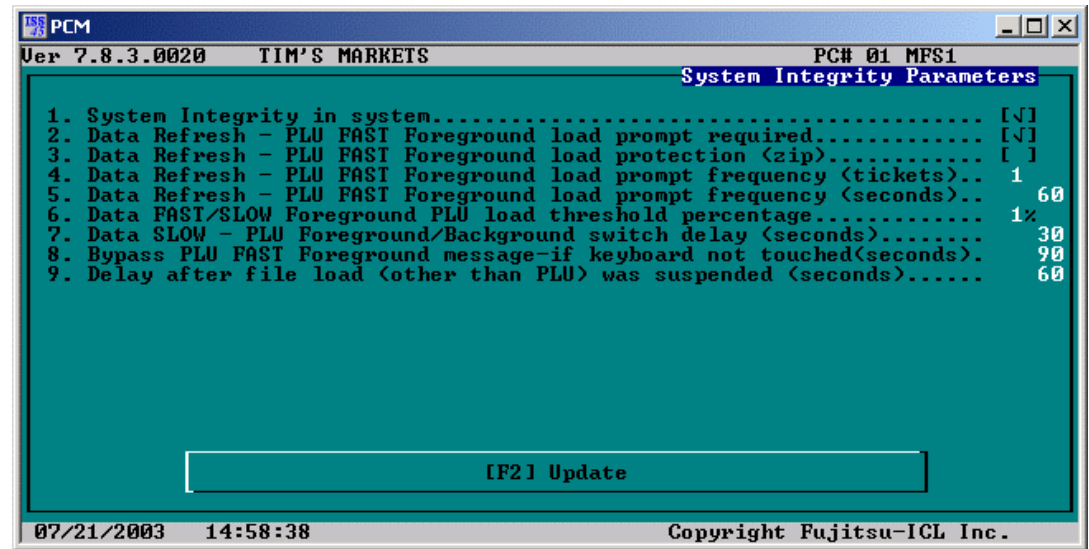 ISS 45 PCM
Ver 7.8.3.0020 TIM'S MARKETS PC# 01 MFS1
System Integrity Parameters
1. System Integrity in system......................................... [√]
2. Data Refresh - PLU FAST Foreground load prompt required............ [√]
3. Data Refresh - PLU FAST Foreground load protection (zip)........... [ ]
4. Data Refresh - PLU FAST Foreground load prompt frequency (tickets).. 1
5. Data Refresh - PLU FAST Foreground load prompt frequency (seconds).. 60
6. Data FAST/SLOW Foreground PLU load threshold percentage............. 1%
7. Data SLOW - PLU Foreground/Background switch delay (seconds)........ 30
8. Bypass PLU FAST Foreground message-if keyboard not touched(seconds). 90
9. Delay after file load (other than PLU) was suspended (seconds)...... 60
[F2] Update
07/21/2003 14:58:38 Copyright Fujitsu-ICL Inc.